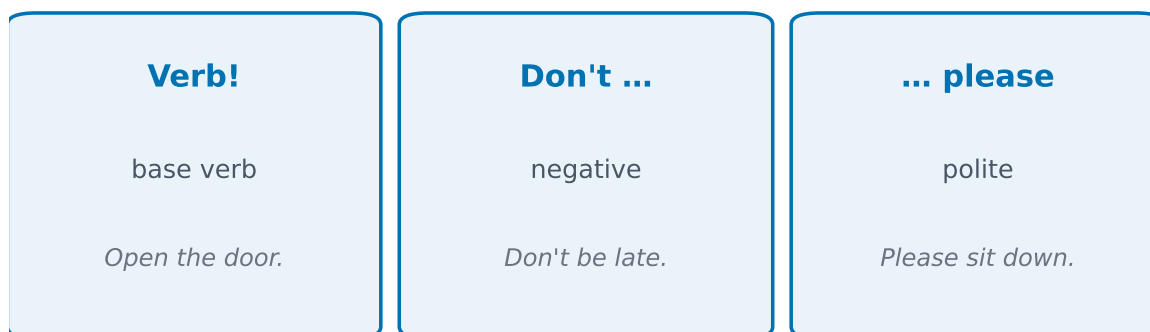 Verb!
base verb
Open the door.
Don't ...
negative
Don't be late.
... please
polite
Please sit down.